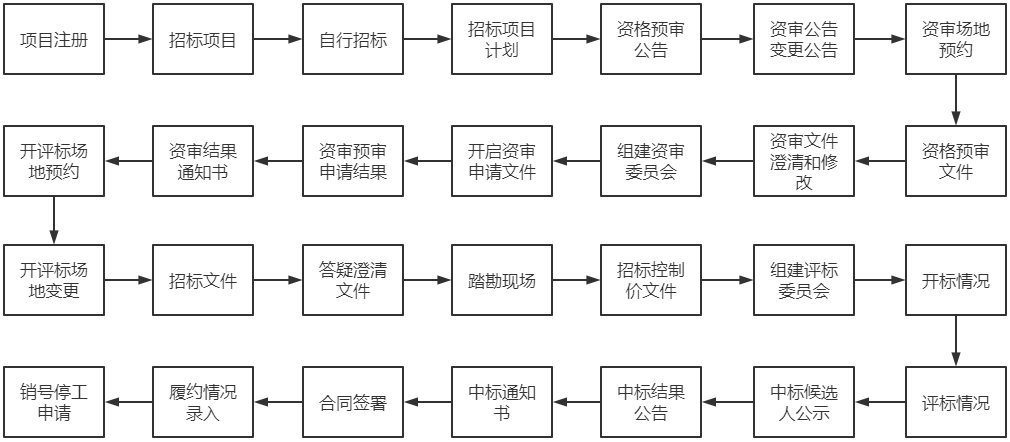 项目注册
招标项目
自行招标
招标项目
计划
资格预审
公告
资审公告
变更公告
资审场地
预约
开评标场
地预约
资审结果
通知书
资审预审
申请结果
开启资审
申请文件
组建资审
委员会
资审文件
澄清和修
改
资格预审
文件
开评标场
地变更
招标文件
答疑澄清
文件
踏勘现场
招标控制
价文件
组建评标
委员会
开标情况
销号停工
申请
履约情况
录入
合同签署
中标通知
书
中标结果
公告
中标候选
人公示
评标情况